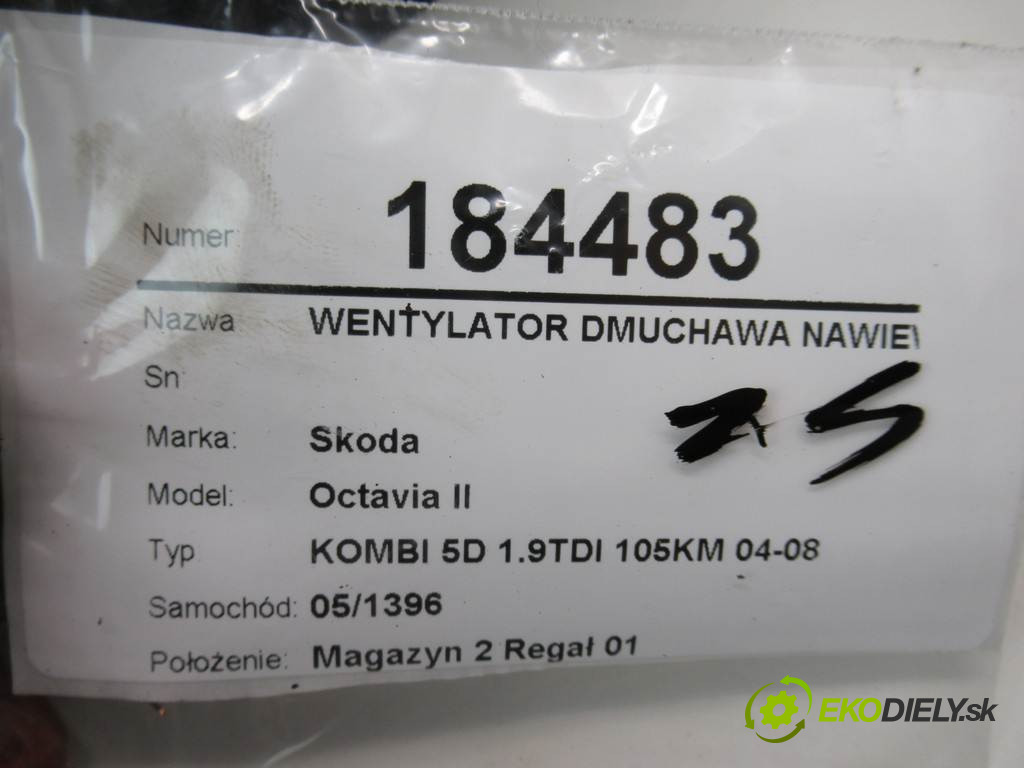 Numer 184483
Nazwa WENTYLATOR DMUCHAWA NAWIE
Sn
Marka: Skoda
Model: Octavia II
Typ KOMBI 5D 1.9TDI 105KM 04-08
Samochód: 05/1396
Położenie: Magazyn 2 Regał 01
EKODIELY.sk